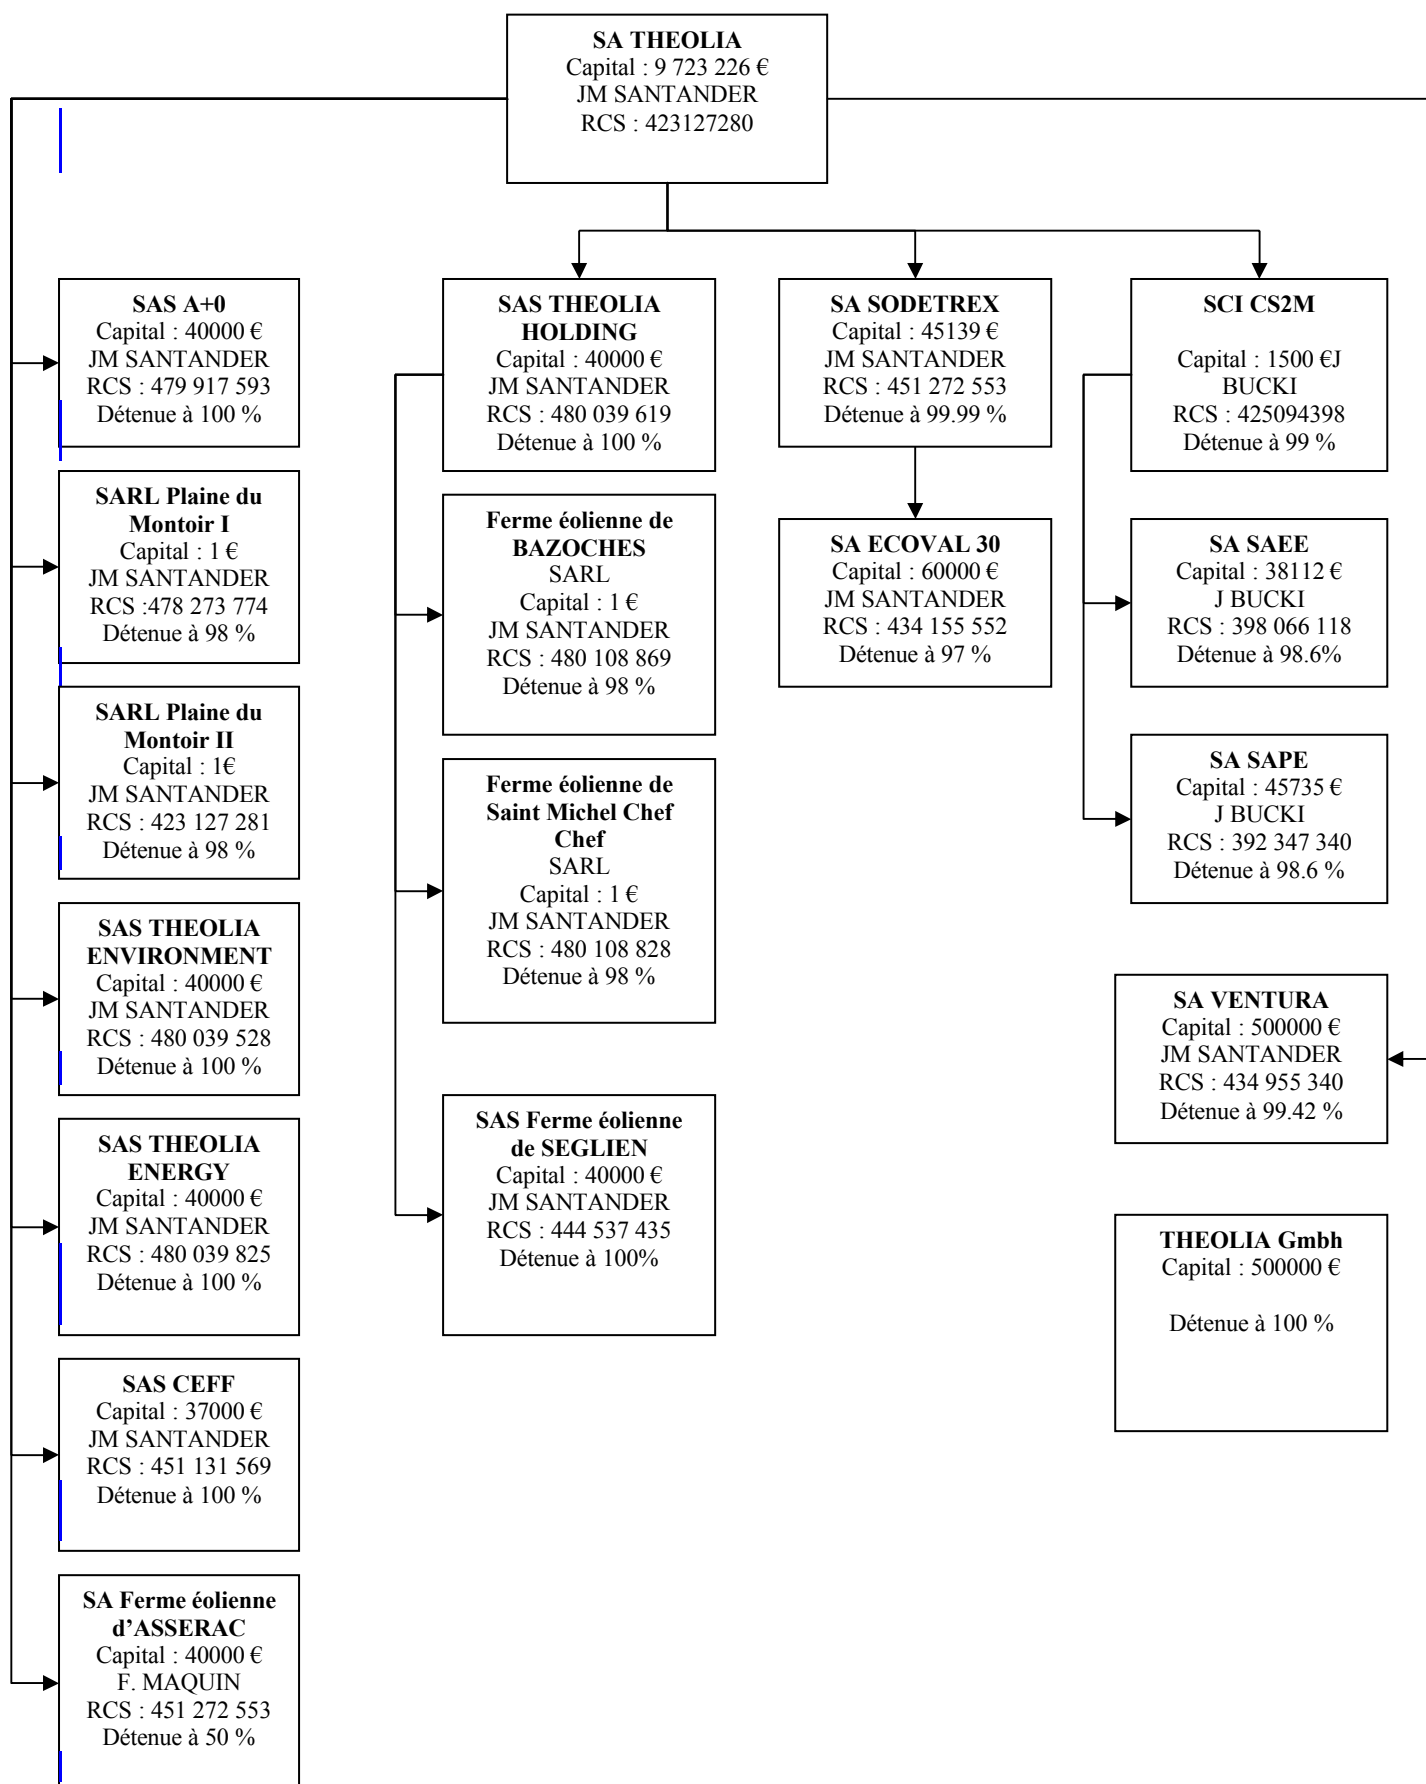 SA THEOLIA
Capital : 9 723 226 €
JM SANTANDER
RCS : 423127280
SAS A+0
Capital : 40000 €
JM SANTANDER
RCS : 479 917 593
Détenue à 100 %
SARL Plaine du
Montoir I
Capital : 1 €
JM SANTANDER
RCS :478 273 774
Détenue à 98 %
SARL Plaine du
Montoir II
Capital : 1€
JM SANTANDER
RCS : 423 127 281
Détenue à 98 %
SAS THEOLIA
ENVIRONMENT
Capital : 40000 €
JM SANTANDER
RCS : 480 039 528
Détenue à 100 %
SAS THEOLIA
ENERGY
Capital : 40000 €
JM SANTANDER
RCS : 480 039 825
Détenue à 100 %
SAS CEFF
Capital : 37000 €
JM SANTANDER
RCS : 451 131 569
Détenue à 100 %
SA Ferme éolienne
d’ASSERAC
Capital : 40000 €
F. MAQUIN
RCS : 451 272 553
Détenue à 50 %
SAS THEOLIA
HOLDING
Capital : 40000 €
JM SANTANDER
RCS : 480 039 619
Détenue à 100 %
Ferme éolienne de
BAZOCHES
SARL
Capital : 1 €
JM SANTANDER
RCS : 480 108 869
Détenue à 98 %
Ferme éolienne de
Saint Michel Chef
Chef
SARL
Capital : 1 €
JM SANTANDER
RCS : 480 108 828
Détenue à 98 %
SAS Ferme éolienne
de SEGLIEN
Capital : 40000 €
JM SANTANDER
RCS : 444 537 435
Détenue à 100%
SA SODETREX
Capital : 45139 €
JM SANTANDER
RCS : 451 272 553
Détenue à 99.99 %
SA ECOVAL 30
Capital : 60000 €
JM SANTANDER
RCS : 434 155 552
Détenue à 97 %
SCI CS2M
Capital : 1500 €J
BUCKI
RCS : 425094398
Détenue à 99 %
SA SAEE
Capital : 38112 €
J BUCKI
RCS : 398 066 118
Détenue à 98.6%
SA SAPE
Capital : 45735 €
J BUCKI
RCS : 392 347 340
Détenue à 98.6 %
SA VENTURA
Capital : 500000 €
JM SANTANDER
RCS : 434 955 340
Détenue à 99.42 %
THEOLIA Gmbh
Capital : 500000 €
Détenue à 100 %